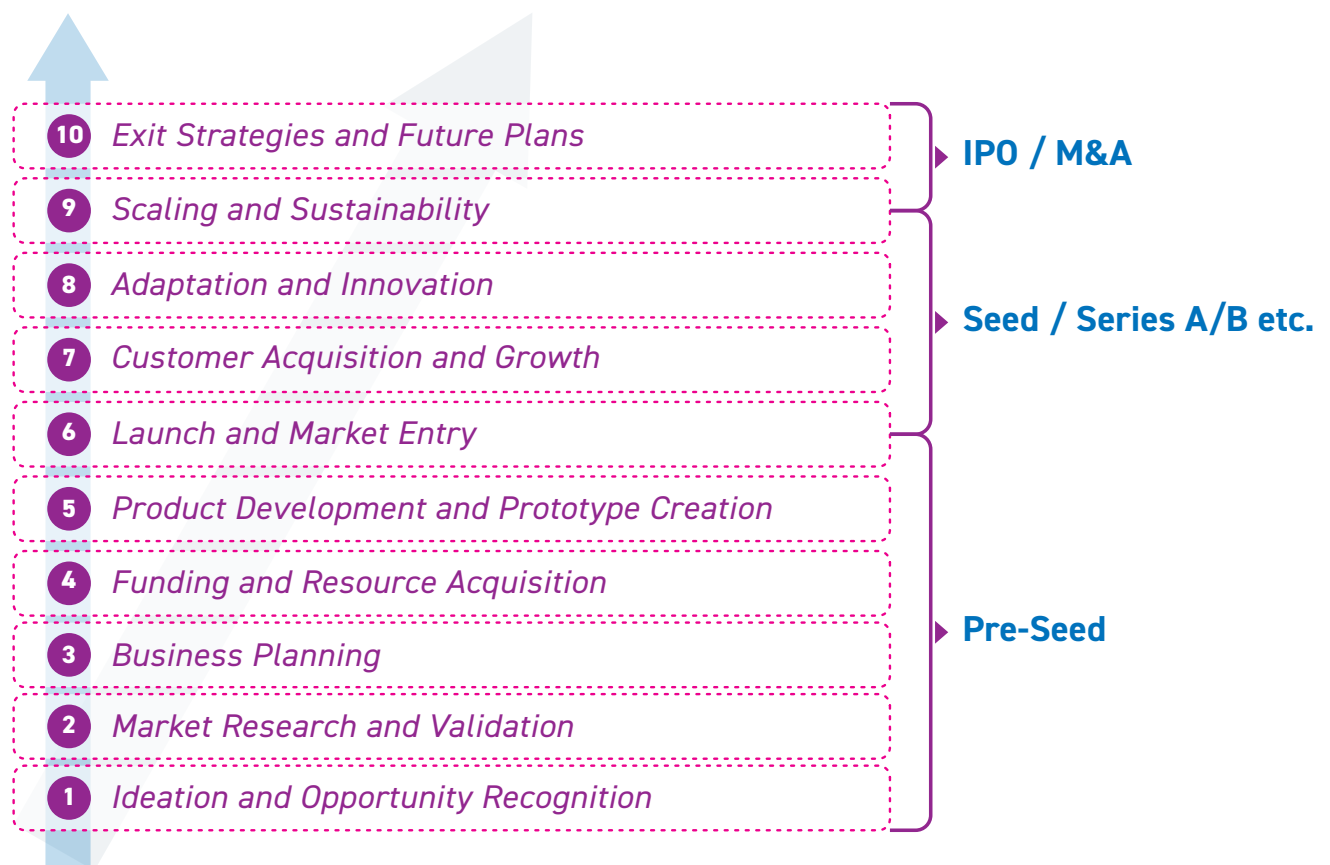 10 Exit Strategies and Future Plans
IPO / M&A
9 Scaling and Sustainability
8 Adaptation and Innovation
Seed / Series A/B etc.
7 Customer Acquisition and Growth
6 Launch and Market Entry
5 Product Development and Prototype Creation
4 Funding and Resource Acquisition
Pre-Seed
3 Business Planning
2 Market Research and Validation
1 Ideation and Opportunity Recognition